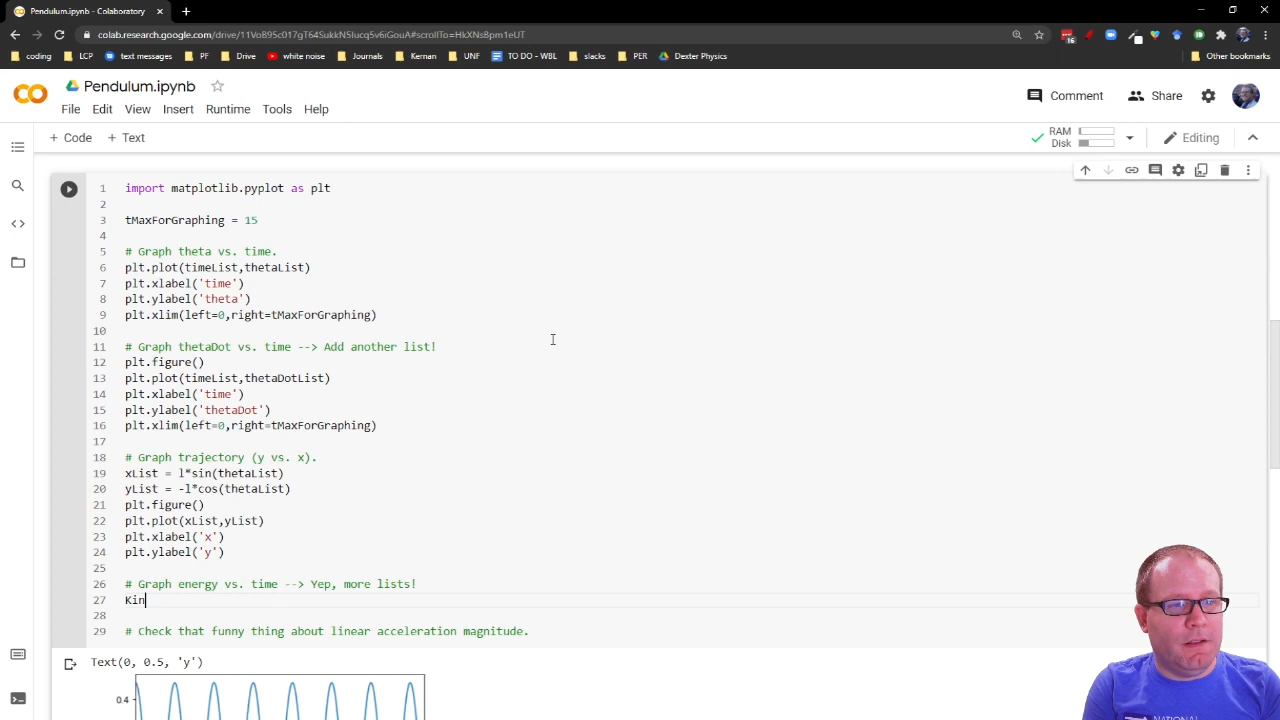 Pendulum.ipynb - Colaboratory
colab.research.google.com/drive/11Vo895c017gT64SukkNSIucq5v6iGouA#scrollTo=HkXNs8pm1eUT
16
coding
LCP
text messages
PF
Drive
white noise
Journals
Kernan
UNF
TO DO - WBL
slacks
PER
Dexter Physics
Other bookmarks
Pendulum.ipynb
Comment
Share
File Edit View Insert Runtime Tools Help
+ Code + Text
RAM
Disk
Editing
1 import matplotlib.pyplot as plt
2
3 tMaxForGraphing = 15
4
5 # Graph theta vs. time.
6 plt.plot(timeList,thetaList)
7 plt.xlabel('time')
8 plt.ylabel('theta')
9 plt.xlim(left=0,right=tMaxForGraphing)
10
11 # Graph thetaDot vs. time --> Add another list!
12 plt.figure()
13 plt.plot(timeList,thetaDotList)
14 plt.xlabel('time')
15 plt.ylabel('thetaDot')
16 plt.xlim(left=0,right=tMaxForGraphing)
17
18 # Graph trajectory (y vs. x).
19 xList = l*sin(thetaList)
20 yList = -l*cos(thetaList)
21 plt.figure()
22 plt.plot(xList,yList)
23 plt.xlabel('x')
24 plt.ylabel('y')
25
26 # Graph energy vs. time --> Yep, more lists!
27 Kin
28
29 # Check that funny thing about linear acceleration magnitude.
Text(0, 0.5, 'y')
0.4